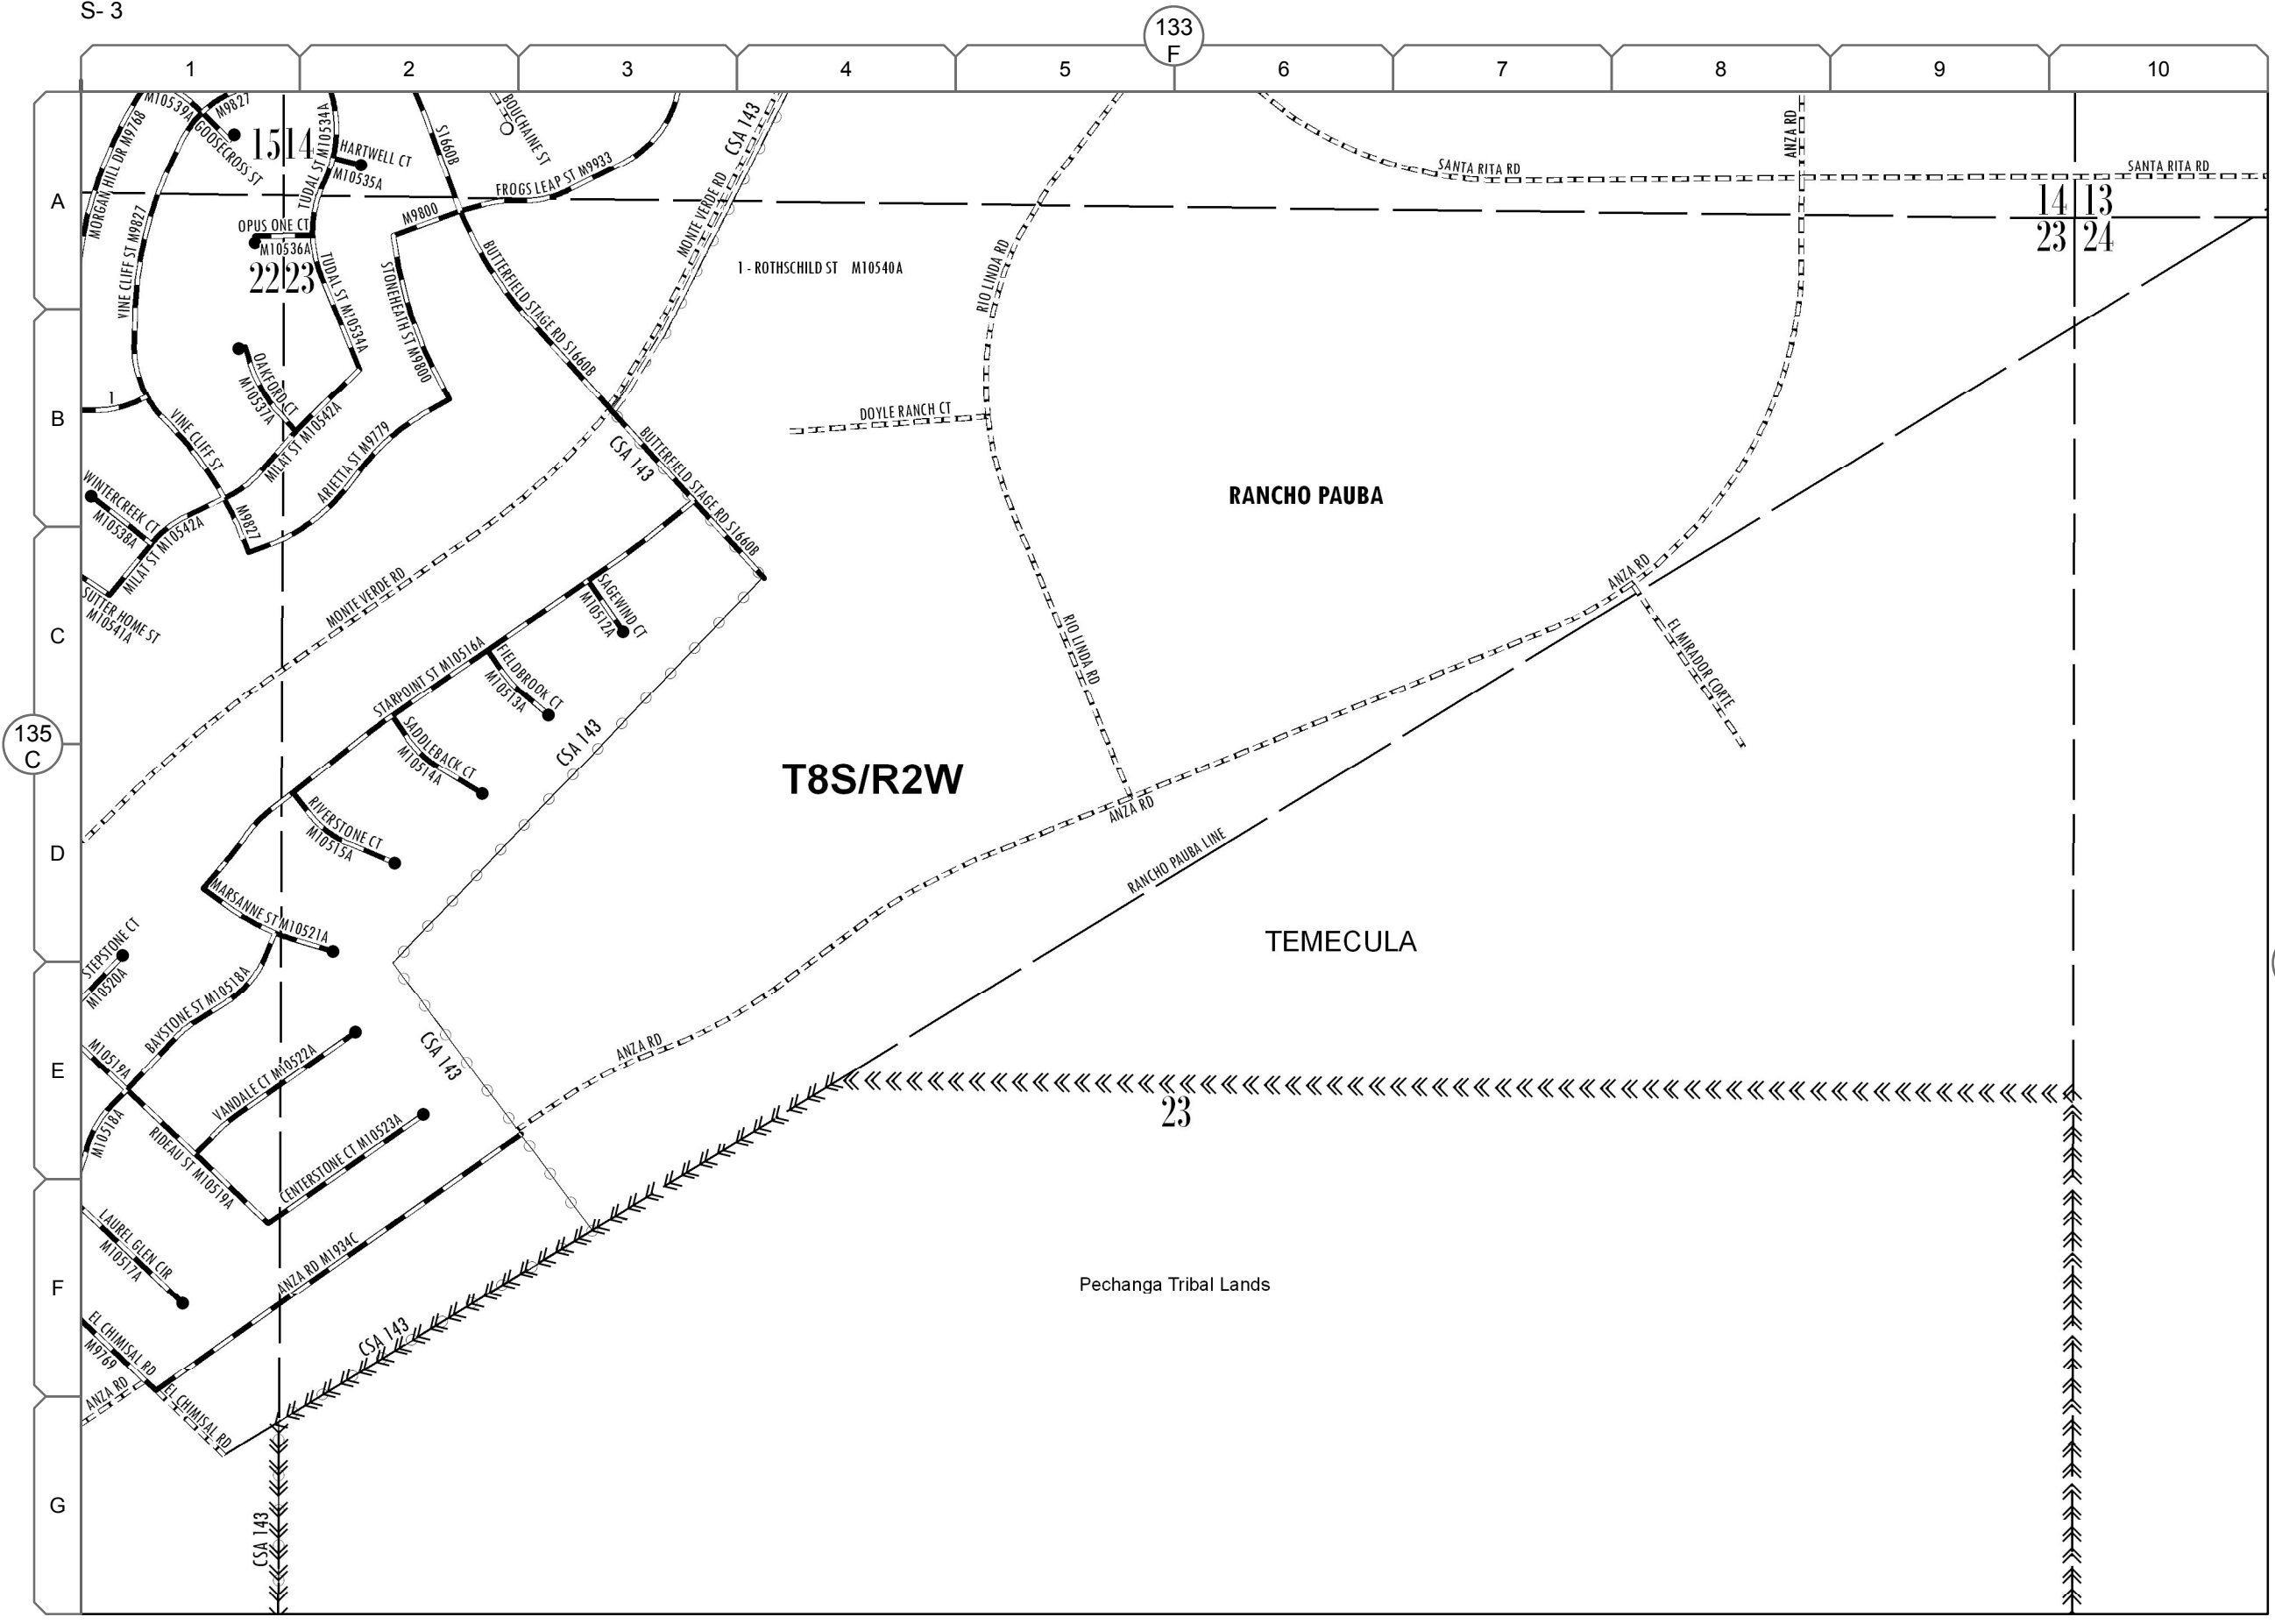 S- 3
133
F
1
2
3
4
5
6
7
8
9
10
A
B
C
D
E
F
G
135
C
M10539A
M9827
GOOSECROSS ST
MORGAN HILL DR M9768
15 14
TUDAL ST M10534A
HARTWELL CT
M10535A
S1660B
BOUCHAINE ST
FROGS LEAP ST M9933
CSA 143
MONTE VERDE RD
SANTA RITA RD
ANZA RD
SANTA RITA RD
14 13
23 24
VINE CLIFF ST M9827
OPUS ONE CT
M10536A
22 23
TUDAL ST M10534A
M9800
STONEHEATH ST M9800
BUTTERFIELD STAGE RD S1660B
1 - ROTHSCHILD ST M10540A
RIO LINDA RD
OAKFORD CT
M10537A
1
VINE CLIFF ST
MILAT ST M10542A
ARIETTA ST M9779
DOYLE RANCH CT
CSA 143
BUTTERFIELD STAGE RD S1660B
RANCHO PAUBA
WINTERCREEK CT
M10538A
MILAT ST M10542A
M9827
SUTTER HOME ST
M10541A
MONTE VERDE RD
SAGEWIND CT
M10512A
STARPOINT ST M10516A
FIELDBROOK CT
M10513A
SADDLEBACK CT
M10514A
CSA 143
RIO LINDA RD
ANZA RD
EL MIRADOR CORTE
T8S/R2W
ANZA RD
RIVERSTONE CT
M10515A
RANCHO PAUBA LINE
MARSANNE ST M10521A
TEMECULA
STEPSTONE CT
M10520A
BAYSTONE ST M10518A
M10519A
VANDALE CT M10522A
CSA 143
ANZA RD
23
M10518A
RIDEAU ST M10519A
CENTERSTONE CT M10523A
LAUREL GLEN CIR
M10517A
ANZA RD M1934C
Pechanga Tribal Lands
EL CHIMISAL RD
M9769
CSA 143
ANZA RD
EL CHIMISAL RD
CSA 143